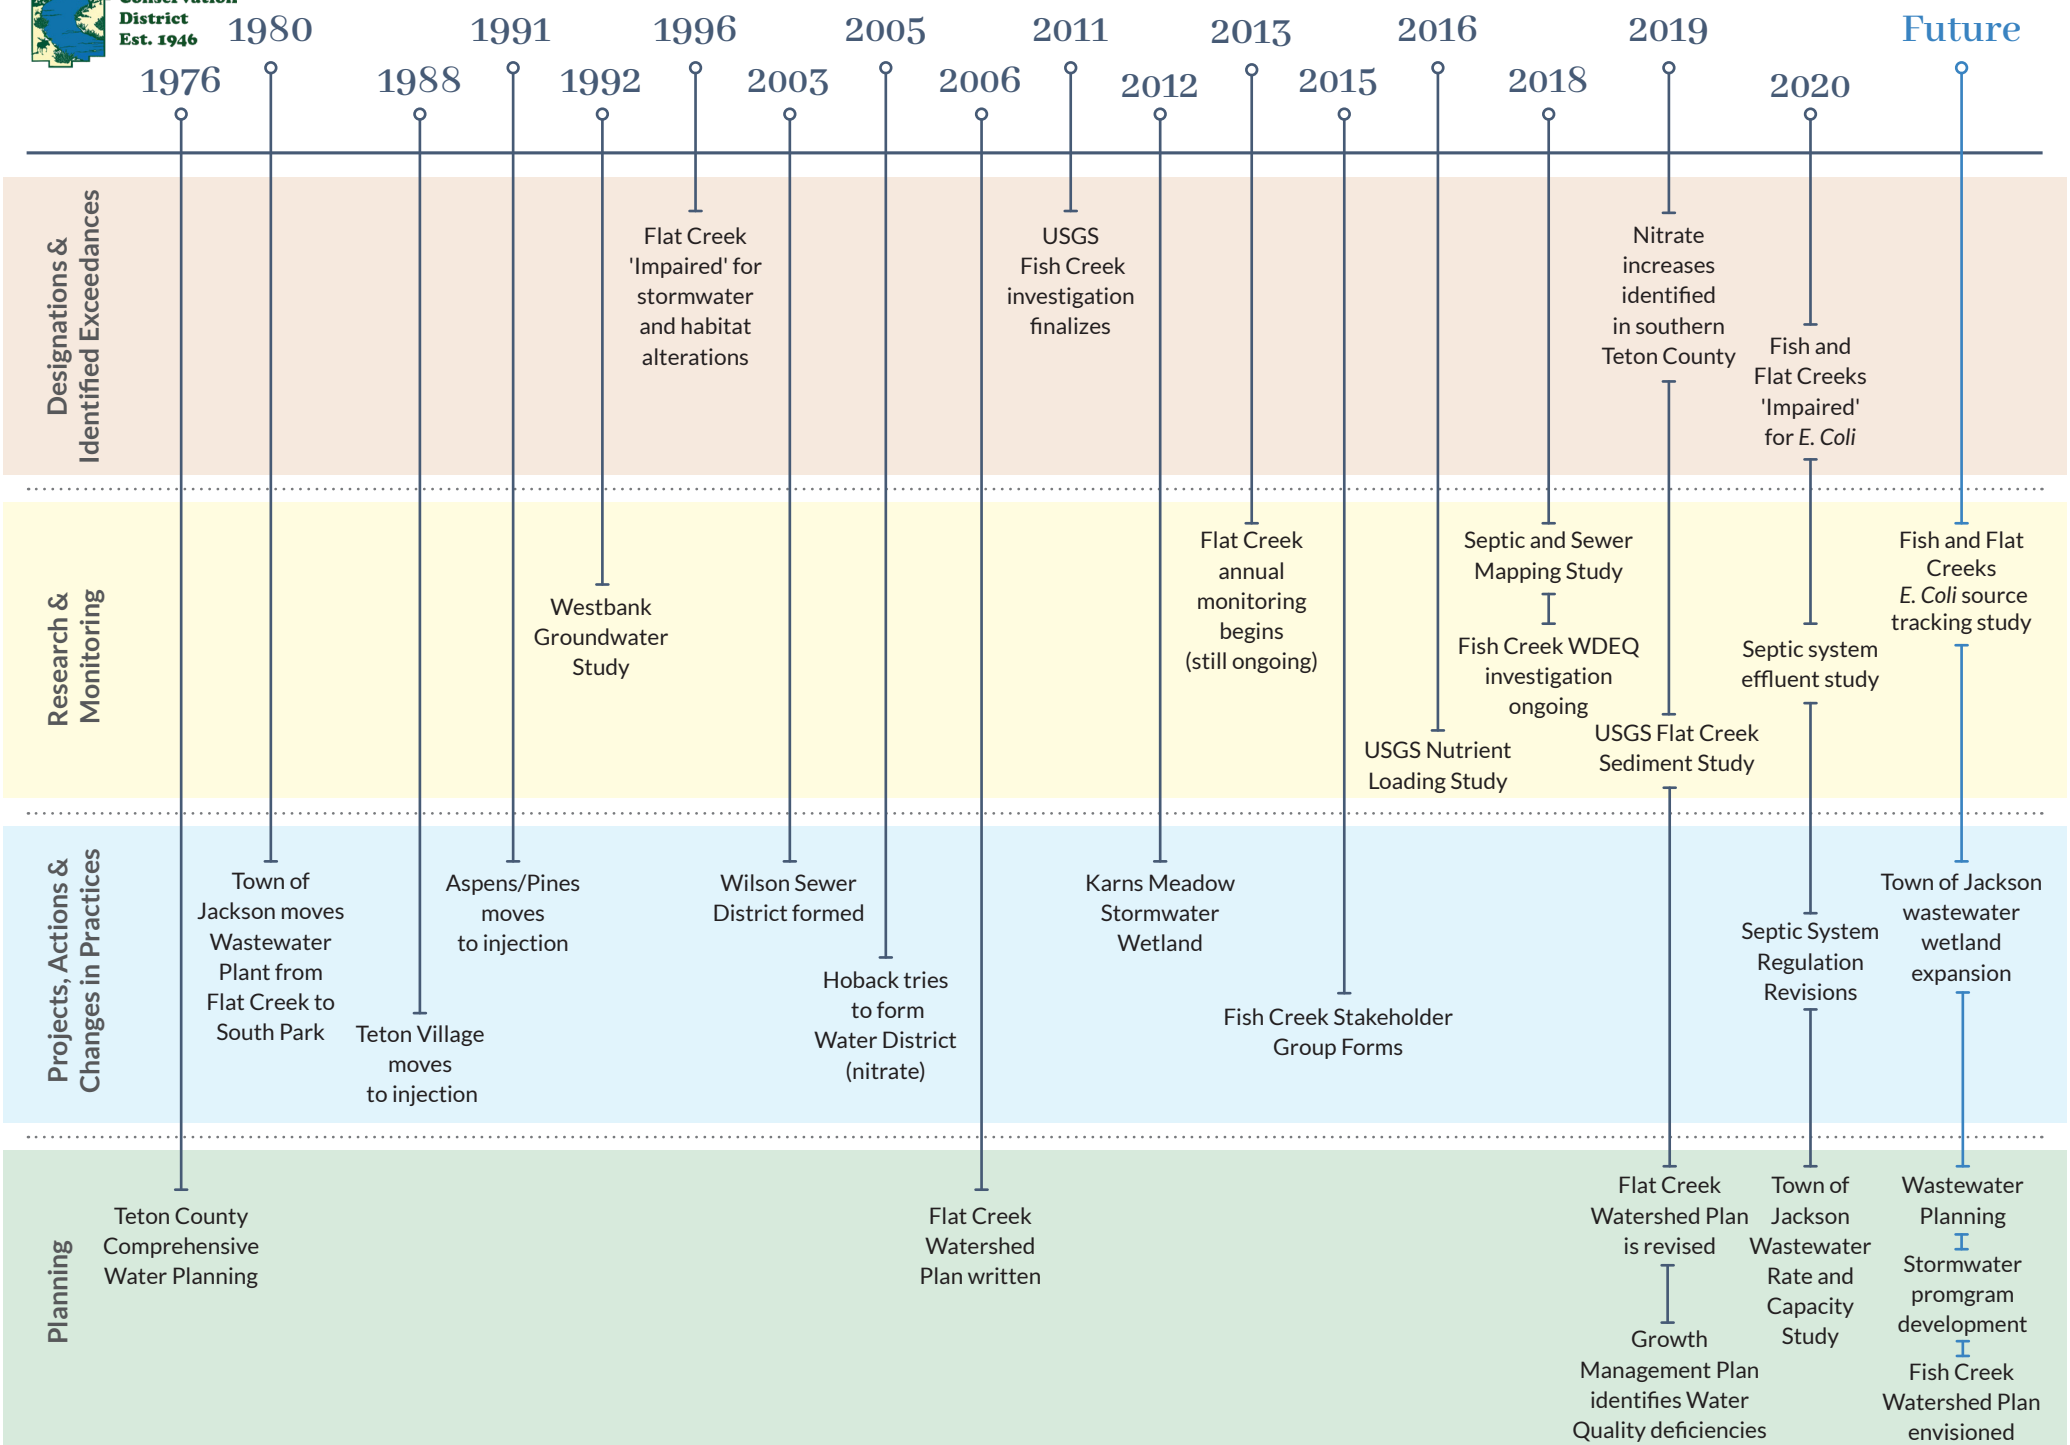 District
Est. 1946
1976
1980
1988
1991
1992
1996
2003
2005
2006
2011
2012
2013
2015
2016
2018
2019
2020
Future
Designations &
Identified Exceedances
Flat Creek
'Impaired' for
stormwater
and habitat
alterations
USGS
Fish Creek
investigation
finalizes
Nitrate
increases
identified
in southern
Teton County
Fish and
Flat Creeks
'Impaired'
for E. Coli
Research &
Monitoring
Westbank
Groundwater
Study
Flat Creek
annual
monitoring
begins
(still ongoing)
USGS Nutrient
Loading Study
Septic and Sewer
Mapping Study
Fish Creek WDEQ
investigation
ongoing
USGS Flat Creek
Sediment Study
Septic system
effluent study
Fish and Flat
Creeks
E. Coli source
tracking study
Projects, Actions &
Changes in Practices
Town of
Jackson moves
Wastewater
Plant from
Flat Creek to
South Park
Teton Village
moves
to injection
Aspens/Pines
moves
to injection
Wilson Sewer
District formed
Hoback tries
to form
Water District
(nitrate)
Karns Meadow
Stormwater
Wetland
Fish Creek Stakeholder
Group Forms
Septic System
Regulation
Revisions
Town of Jackson
wastewater
wetland
expansion
Planning
Teton County
Comprehensive
Water Planning
Flat Creek
Watershed
Plan written
Flat Creek
Watershed Plan
is revised
Growth
Management Plan
identifies Water
Quality deficiencies
Town of
Jackson
Wastewater
Rate and
Capacity
Study
Wastewater
Planning
Stormwater
promgram
development
Fish Creek
Watershed Plan
envisioned